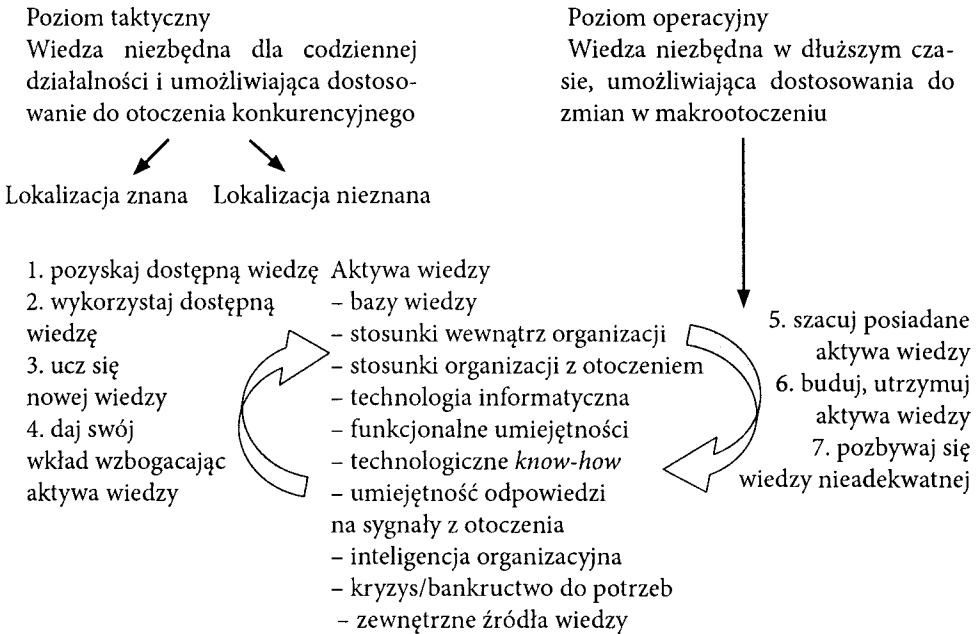 Poziom taktyczny
Wiedza niezbędna dla codziennej
działalności i umożliwiająca dostoso-
wanie do otoczenia konkurencyjnego
Poziom operacyjny
Wiedza niezbędna w dłuższym cza-
sie, umożliwiająca dostosowania do
zmian w makrootoczeniu
Lokalizacja znana
Lokalizacja nieznana
1. pozyskaj dostępną wiedzę
2. wykorzystaj dostępną
wiedzę
3. ucz się
nowej wiedzy
4. daj swój
wkład wzbogacając
aktywa wiedzy
Aktywa wiedzy
– bazy wiedzy
– stosunki wewnątrz organizacji
– stosunki organizacji z otoczeniem
– technologia informatyczna
– funkcjonalne umiejętności
– technologiczne know-how
– umiejętność odpowiedzi
na sygnały z otoczenia
– inteligencja organizacyjna
– kryzys/bankructwo do potrzeb
– zewnętrzne źródła wiedzy
5. szacuj posiadane
aktywa wiedzy
6. buduj, utrzymuj
aktywa wiedzy
7. pozbywaj się
wiedzy nieadekwatnej